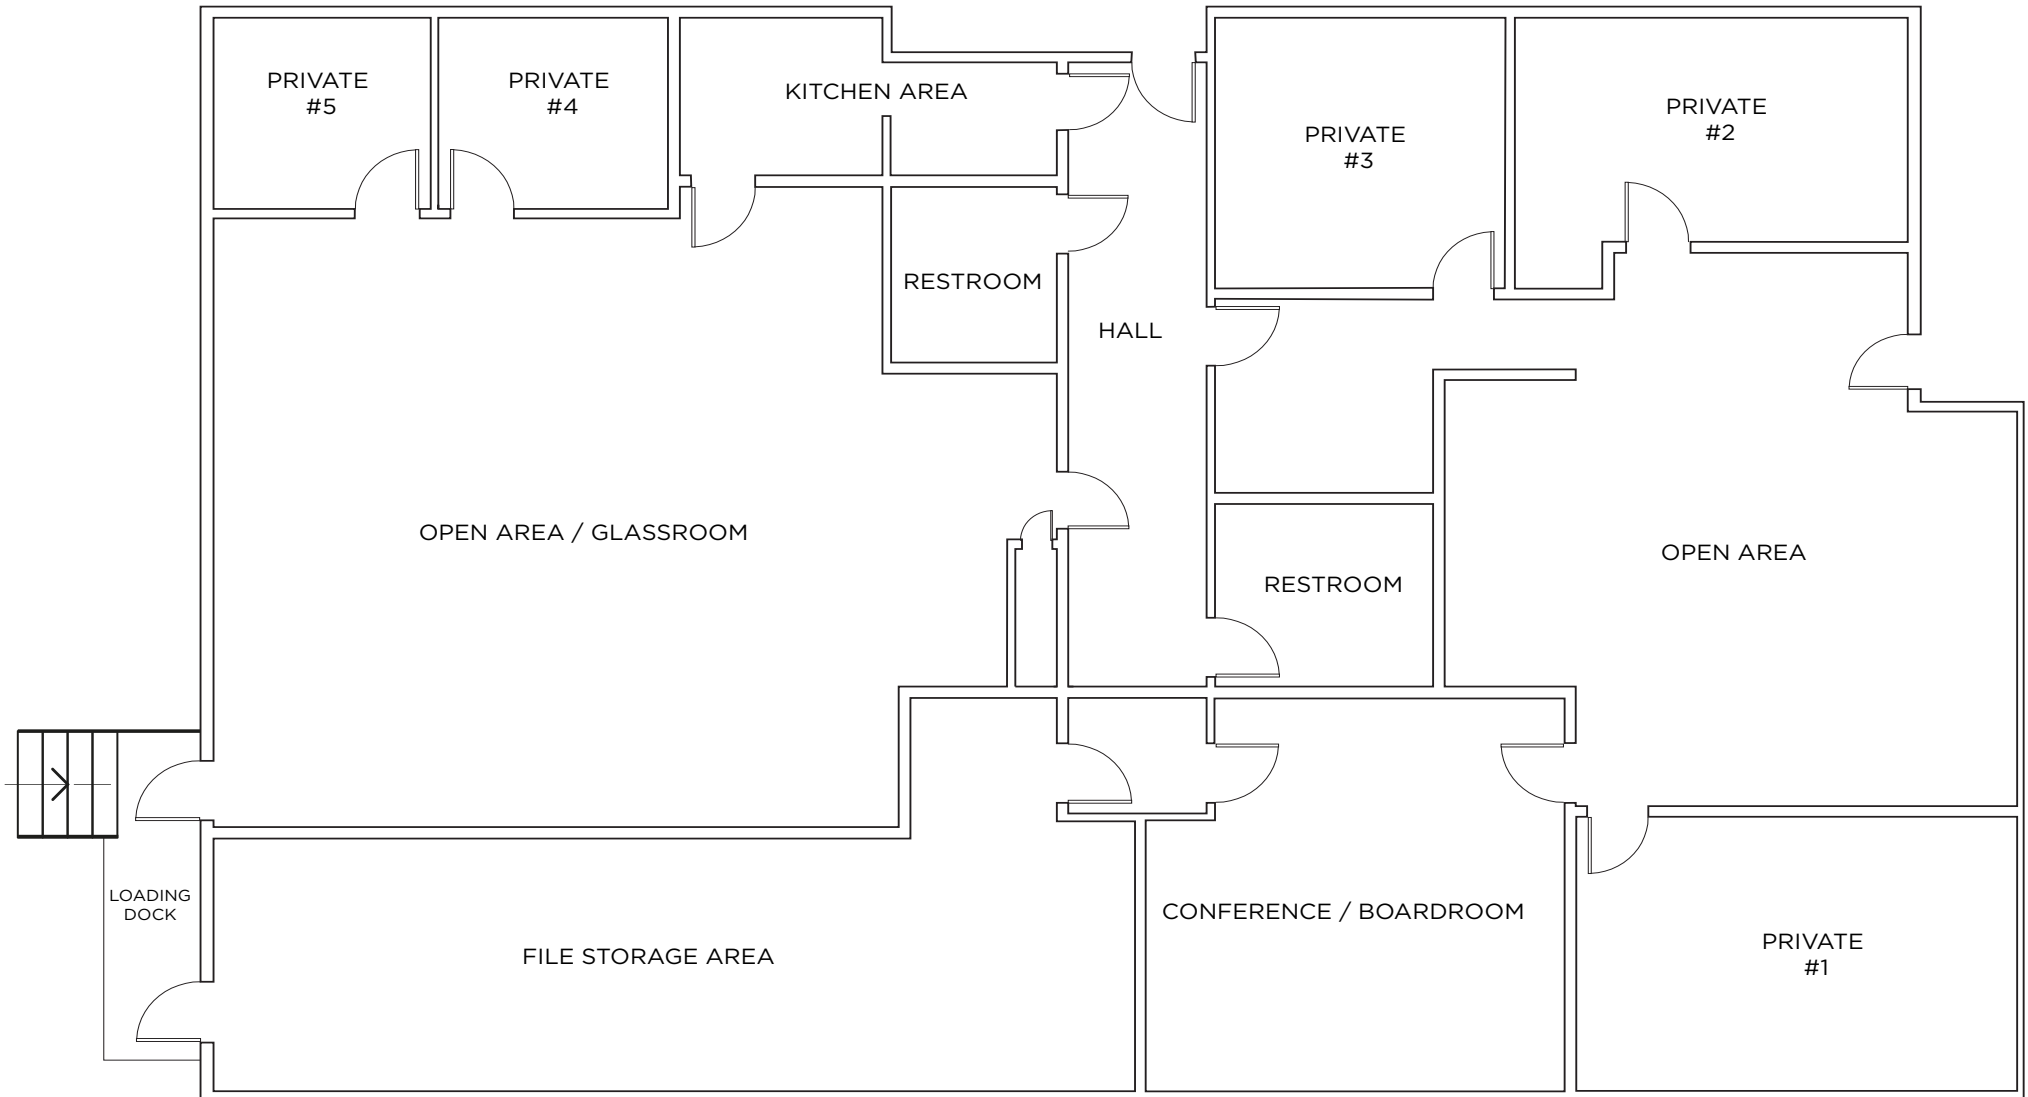 PRIVATE
#5
PRIVATE
#4
KITCHEN AREA
PRIVATE
#3
PRIVATE
#2
RESTROOM
HALL
OPEN AREA / GLASSROOM
OPEN AREA
RESTROOM
LOADING
DOCK
FILE STORAGE AREA
CONFERENCE / BOARDROOM
PRIVATE
#1